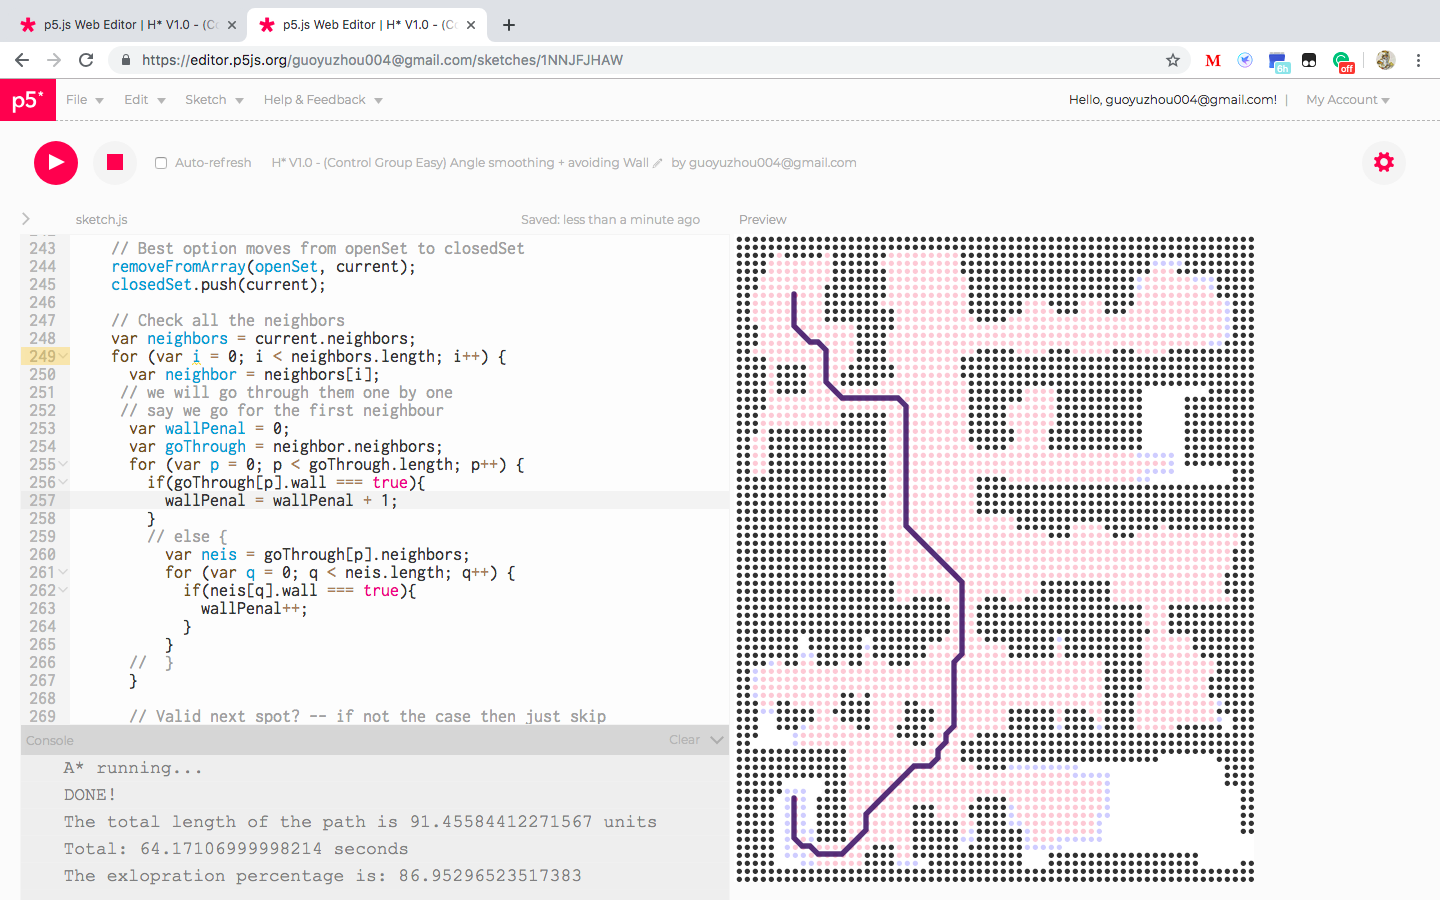 p5.js Web Editor | H* V1.0 - (Co
p5.js Web Editor | H* V1.0 - (Co
https://editor.p5js.org/guoyuzhou004@gmail.com/sketches/1NNJFJHAW
M
6h
off
p5*
File
Edit
Sketch
Help & Feedback
Hello, guoyuzhou004@gmail.com!
|
My Account
Auto-refresh
H* V1.0 - (Control Group Easy) Angle smoothing + avoiding Wall
by guoyuzhou004@gmail.com
sketch.js
Saved: less than a minute ago
Preview
243 // Best option moves from openSet to closedSet
244 removeFromArray(openSet, current);
245 closedSet.push(current);
246
247 // Check all the neighbors
248 var neighbors = current.neighbors;
249 for (var i = 0; i < neighbors.length; i++) {
250 var neighbor = neighbors[i];
251 // we will go through them one by one
252 // say we go for the first neighbour
253 var wallPenal = 0;
254 var goThrough = neighbor.neighbors;
255 for (var p = 0; p < goThrough.length; p++) {
256 if(goThrough[p].wall === true){
257 wallPenal = wallPenal + 1;
258 }
259 // else {
260 var neis = goThrough[p].neighbors;
261 for (var q = 0; q < neis.length; q++) {
262 if(neis[q].wall === true){
263 wallPenal++;
264 }
265 }
266 // }
267 }
268
269 // Valid next spot? -- if not the case then just skip
Console
Clear
A* running...
DONE!
The total length of the path is 91.45584412271567 units
Total: 64.17106999998214 seconds
The exlopration percentage is: 86.95296523517383